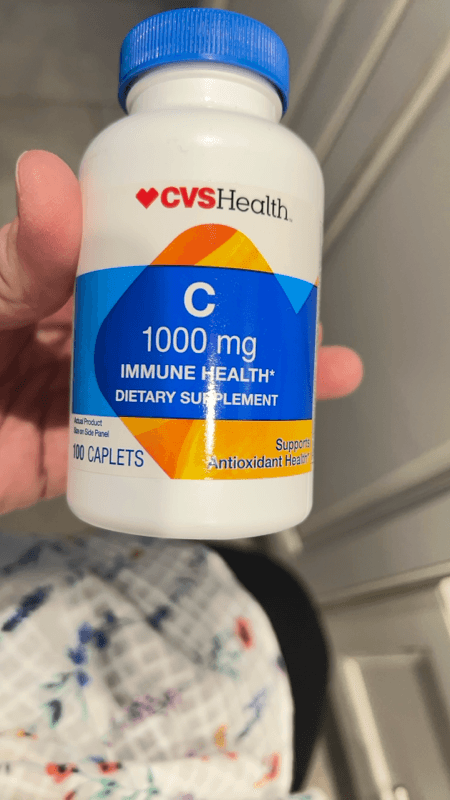 CVSHealth
C
1000 mg
IMMUNE HEALTH*
DIETARY SUPPLEMENT
Actual Product
Size on Side Panel
100 CAPLETS
Supports
Antioxidant Health*